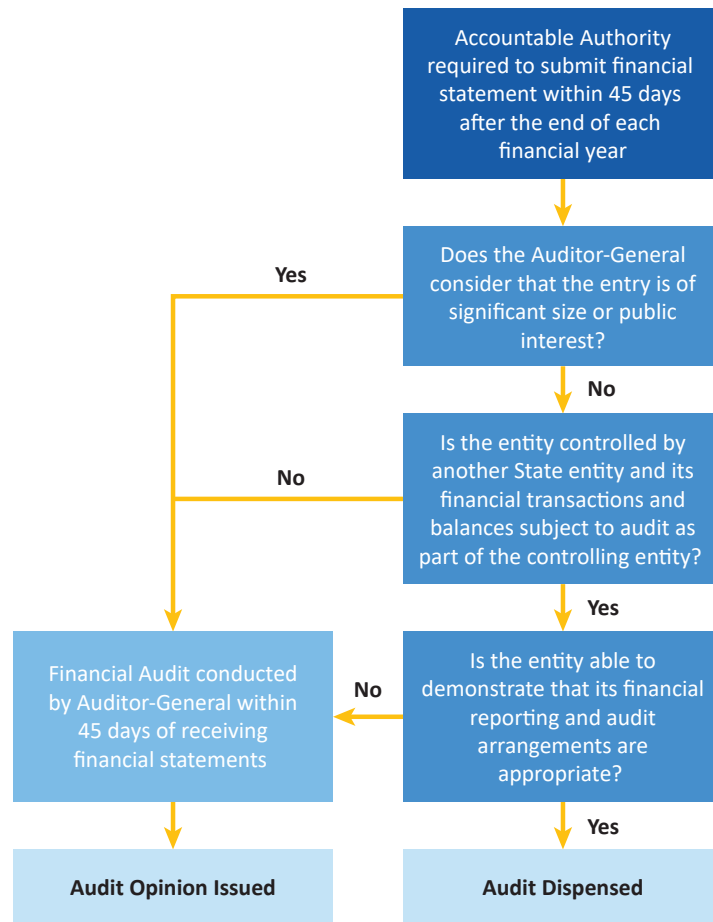 Accountable Authority
required to submit financial
statement within 45 days
after the end of each
financial year
Does the Auditor-General
consider that the entry is of
significant size or public
interest?
Yes
No
Is the entity controlled by
another State entity and its
financial transactions and
balances subject to audit as
part of the controlling entity?
No
Yes
Is the entity able to
demonstrate that its financial
reporting and audit
arrangements are
appropriate?
No
Financial Audit conducted
by Auditor-General within
45 days of receiving
financial statements
Yes
Audit Opinion Issued
Audit Dispensed